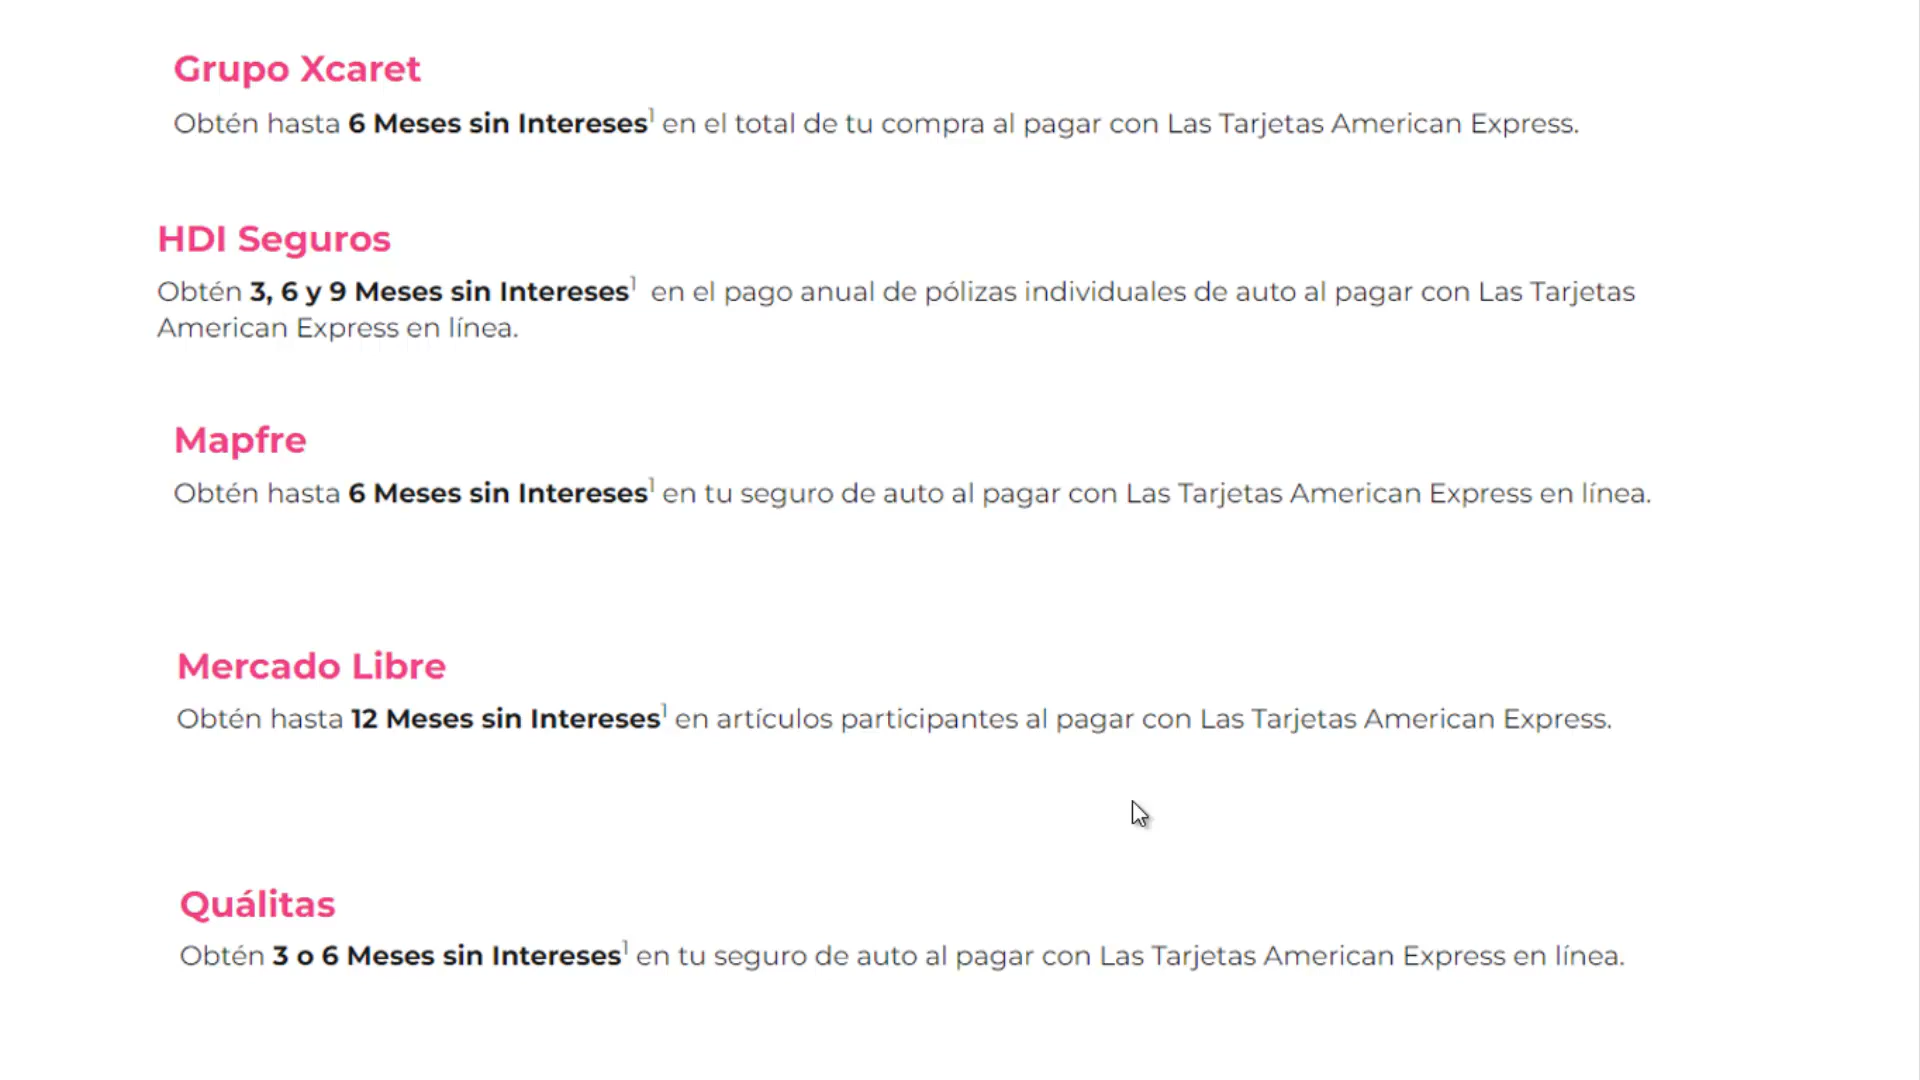 Grupo Xcaret
Obtén hasta 6 Meses sin Intereses¹ en el total de tu compra al pagar con Las Tarjetas American Express.
HDI Seguros
Obtén 3, 6 y 9 Meses sin Intereses¹ en el pago anual de pólizas individuales de auto al pagar con Las Tarjetas
American Express en línea.
Mapfre
Obtén hasta 6 Meses sin Intereses¹ en tu seguro de auto al pagar con Las Tarjetas American Express en línea.
Mercado Libre
Obtén hasta 12 Meses sin Intereses¹ en artículos participantes al pagar con Las Tarjetas American Express.
Quálitas
Obtén 3 o 6 Meses sin Intereses¹ en tu seguro de auto al pagar con Las Tarjetas American Express en línea.